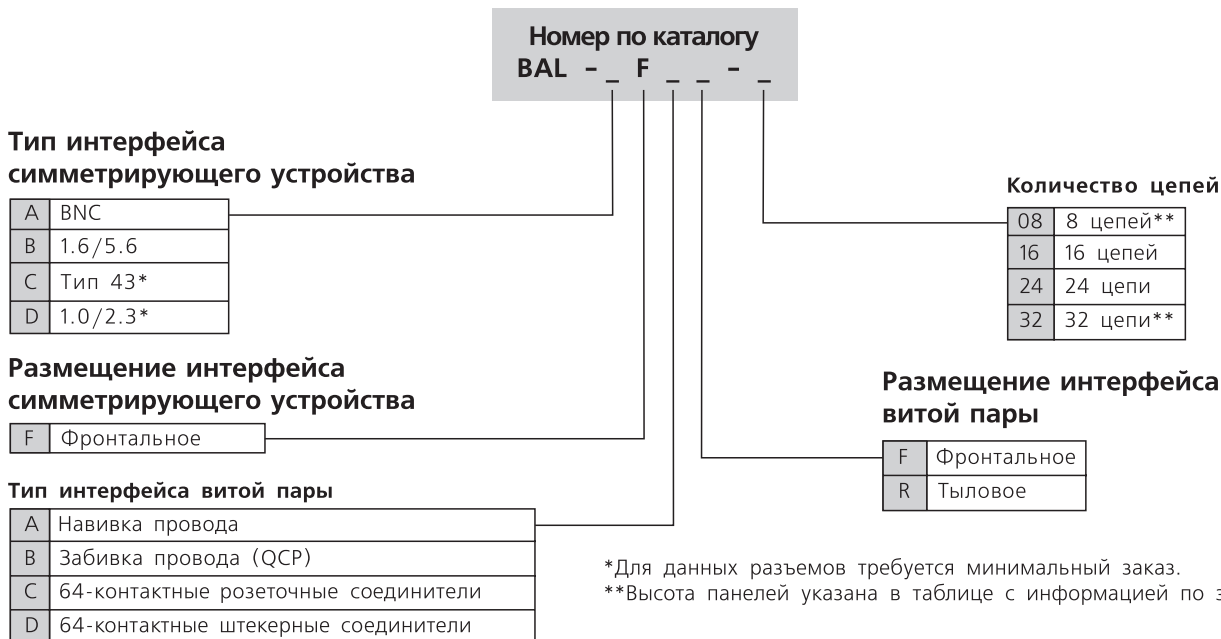 Номер по каталогу
BAL - _ F _ _ - _
Тип интерфейса
симметрирующего устройства
A BNC
B 1.6/5.6
C Тип 43*
D 1.0/2.3*
Размещение интерфейса
симметрирующего устройства
F Фронтальное
Тип интерфейса витой пары
A Навивка провода
B Забивка провода (QCP)
C 64-контактные розеточные соединители
D 64-контактные штекерные соединители
Количество цепей
08 8 цепей**
16 16 цепей
24 24 цепи
32 32 цепи**
Размещение интерфейса
витой пары
F Фронтальное
R Тыловое
*Для данных разъемов требуется минимальный заказ.
**Высота панелей указана в таблице с информацией по